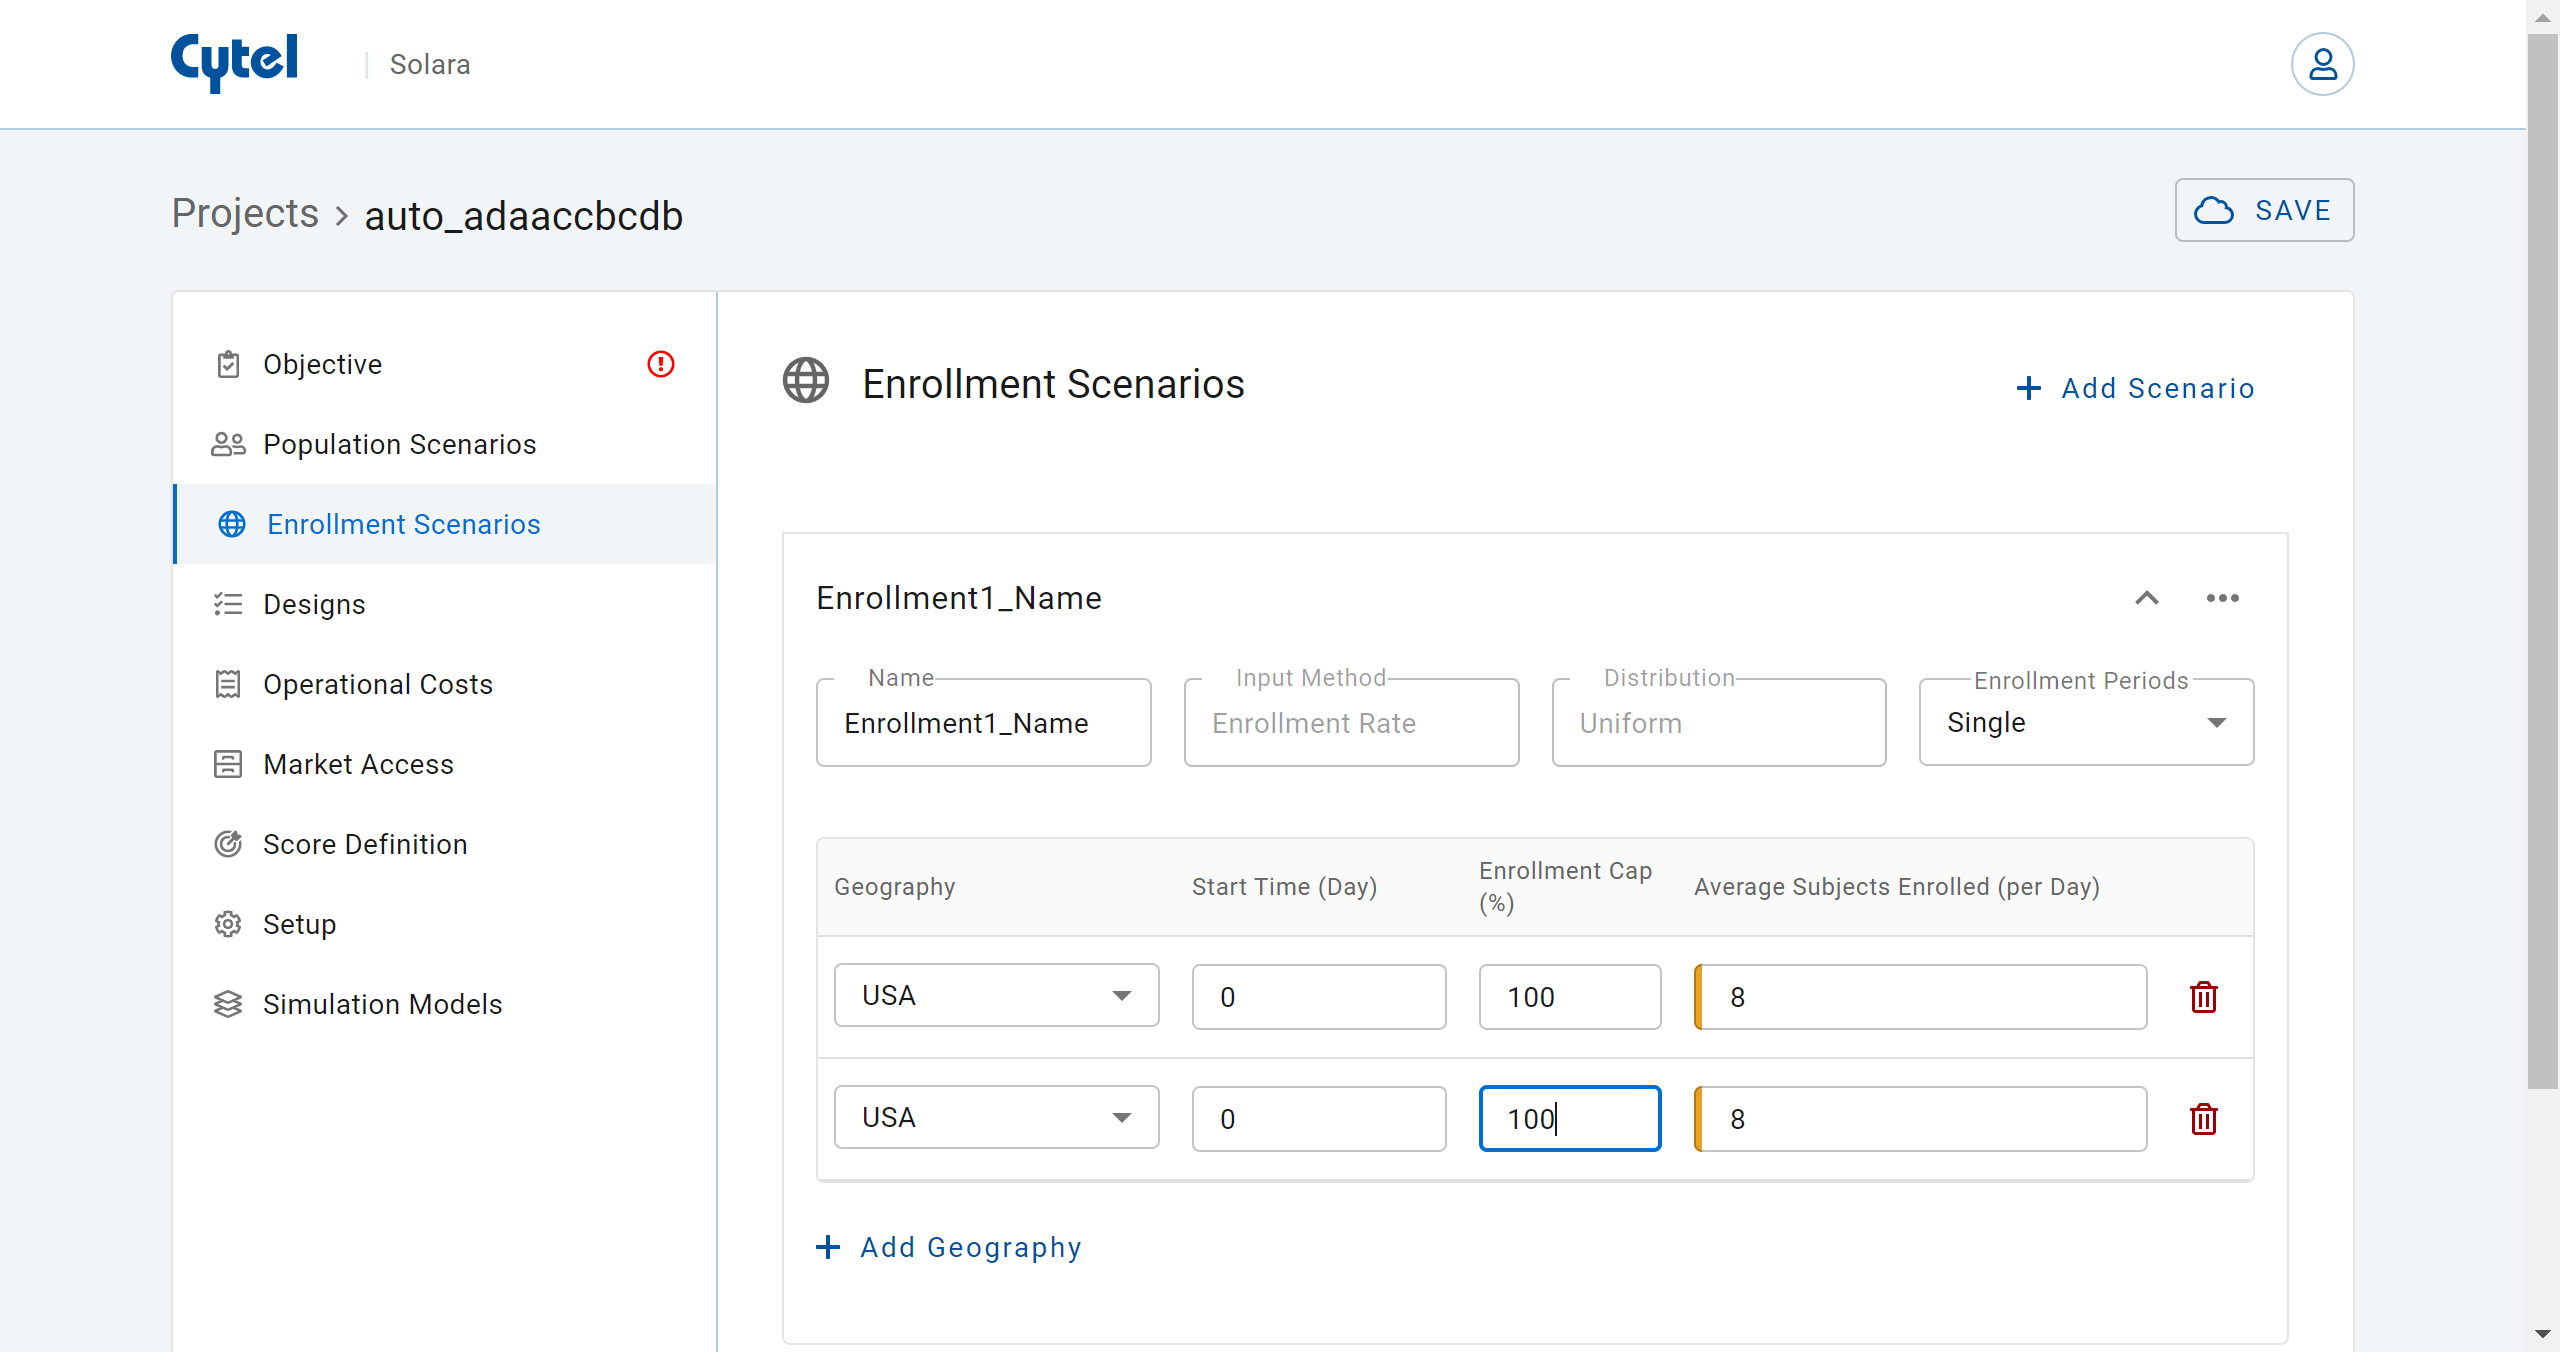 Cytel | Solara
Projects > auto_adaaccbcdb
SAVE
Objective
Population Scenarios
Enrollment Scenarios
Designs
Operational Costs
Market Access
Score Definition
Setup
Simulation Models
Enrollment Scenarios
+ Add Scenario
Enrollment1_Name
Name
Enrollment1_Name
Input Method
Enrollment Rate
Distribution
Uniform
Enrollment Periods
Single
Geography
Start Time (Day)
Enrollment Cap
(%)
Average Subjects Enrolled (per Day)
USA 0 100 8
USA 0 100 8
+ Add Geography